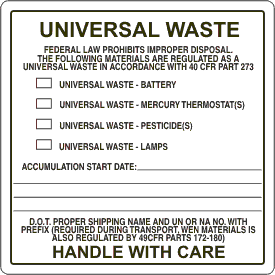 UNIVERSAL WASTE
FEDERAL LAW PROHIBITS IMPROPER DISPOSAL.
THE FOLLOWING MATERIALS ARE REGULATED AS A
UNIVERSAL WASTE IN ACCORDANCE WITH 40 CFR PART 273
UNIVERSAL WASTE - BATTERY
UNIVERSAL WASTE - MERCURY THERMOSTAT(S)
UNIVERSAL WASTE - PESTICIDE(S)
UNIVERSAL WASTE - LAMPS
ACCUMULATION START DATE:
D.O.T. PROPER SHIPPING NAME AND UN OR NA NO. WITH
PREFIX (REQUIRED DURING TRANSPORT, WEN MATERIALS IS
ALSO REGULATED BY 49CFR PARTS 172-180)
HANDLE WITH CARE